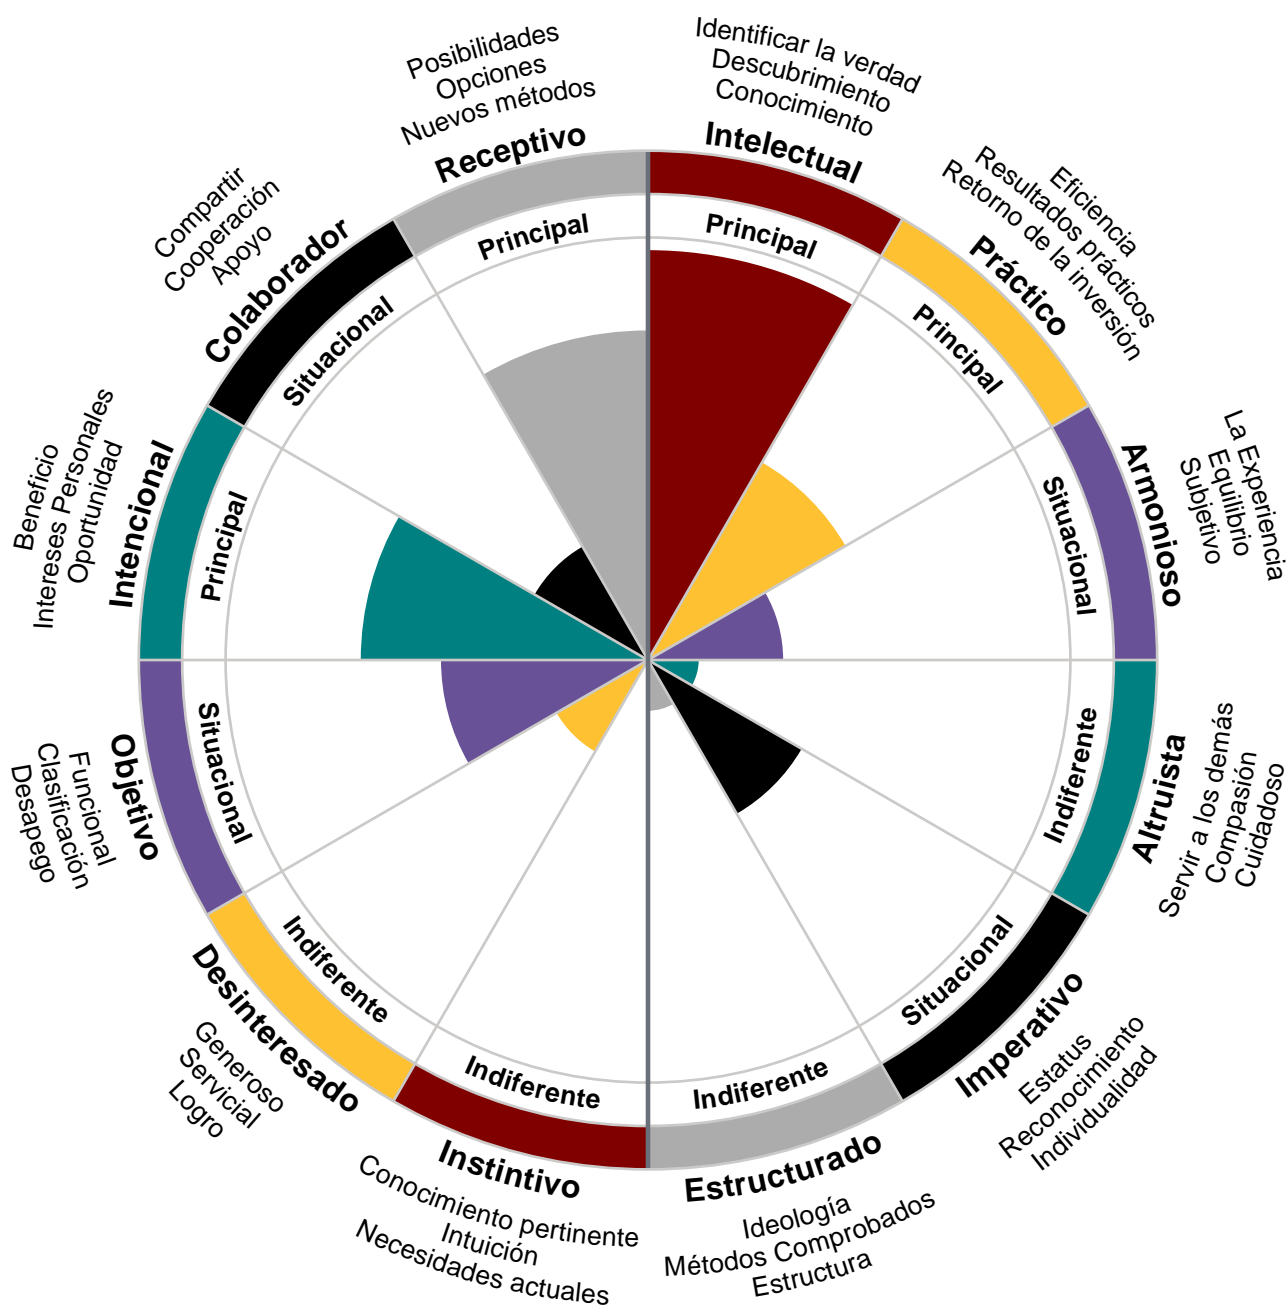 Identificar la verdad
Descubrimiento
Conocimiento
Intelectual
Principal
Eficiencia
Resultados prácticos
Retorno de la inversión
Práctico
Principal
La Experiencia
Equilibrio
Subjetivo
Armonioso
Situacional
Indiferente
Altruista
Servir a los demás
Compasión
Cuidadoso
Situacional
Imperativo
Estatus
Reconocimiento
Individualidad
Indiferente
Estructurado
Ideología
Métodos Comprobados
Estructura
Indiferente
Instintivo
Conocimiento pertinente
Intuición
Necesidades actuales
Indiferente
Desinteresado
Generoso
Servicial
Logro
Situacional
Objetivo
Funcional
Clasificación
Desapego
Beneficio
Intereses Personales
Oportunidad
Intencional
Principal
Compartir
Cooperación
Apoyo
Colaborador
Situacional
Posibilidades
Opciones
Nuevos métodos
Receptivo
Principal